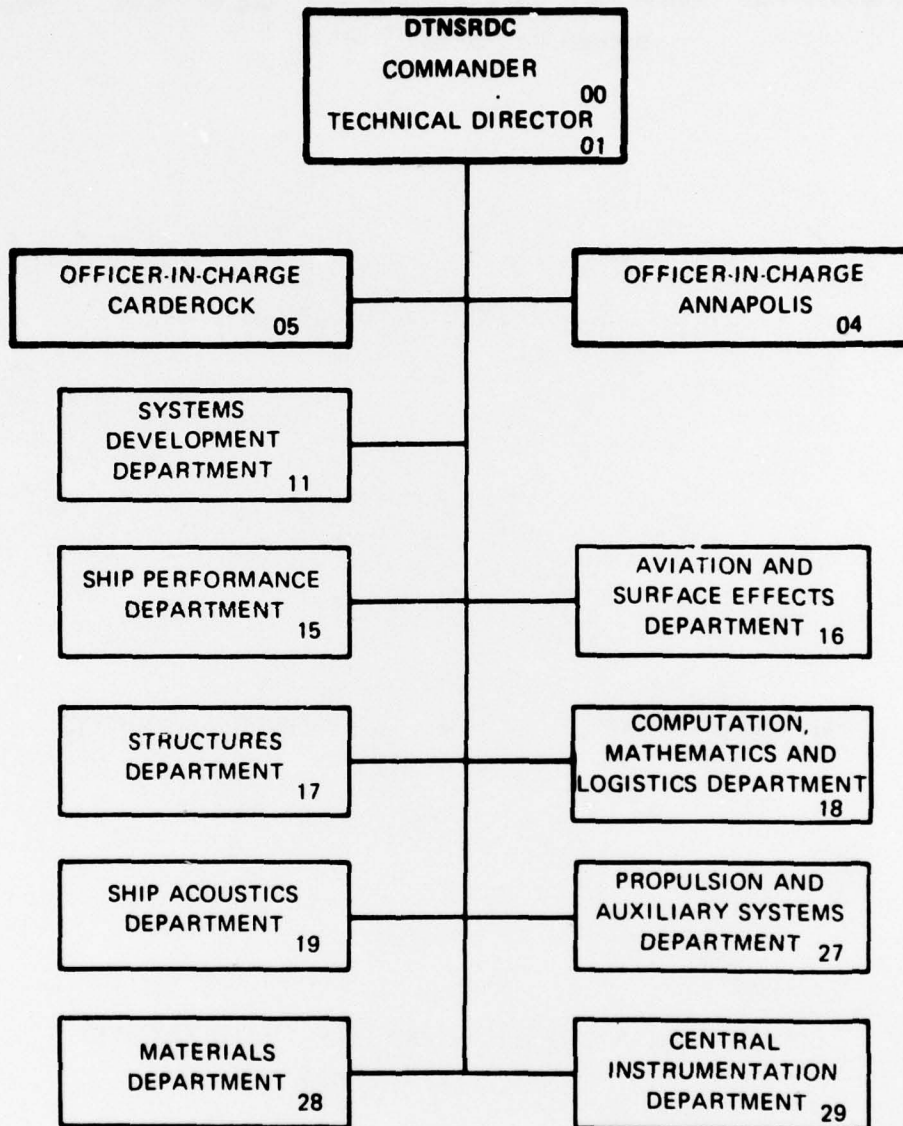 DTNSRDC
COMMANDER
00
TECHNICAL DIRECTOR
01
OFFICER-IN-CHARGE
CARDEROCK
05
OFFICER-IN-CHARGE
ANNAPOLIS
04
SYSTEMS
DEVELOPMENT
DEPARTMENT
11
SHIP PERFORMANCE
DEPARTMENT
15
AVIATION AND
SURFACE EFFECTS
DEPARTMENT
16
STRUCTURES
DEPARTMENT
17
COMPUTATION,
MATHEMATICS AND
LOGISTICS DEPARTMENT
18
SHIP ACOUSTICS
DEPARTMENT
19
PROPULSION AND
AUXILIARY SYSTEMS
DEPARTMENT
27
MATERIALS
DEPARTMENT
28
CENTRAL
INSTRUMENTATION
DEPARTMENT
29